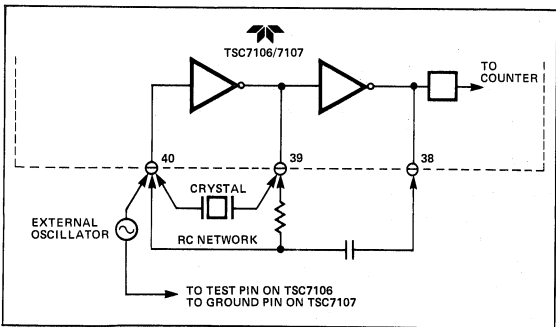 TSC7106/7107
TO
COUNTER
40
39
38
CRYSTAL
EXTERNAL
OSCILLATOR
RC NETWORK
TO TEST PIN ON TSC7106
TO GROUND PIN ON TSC7107